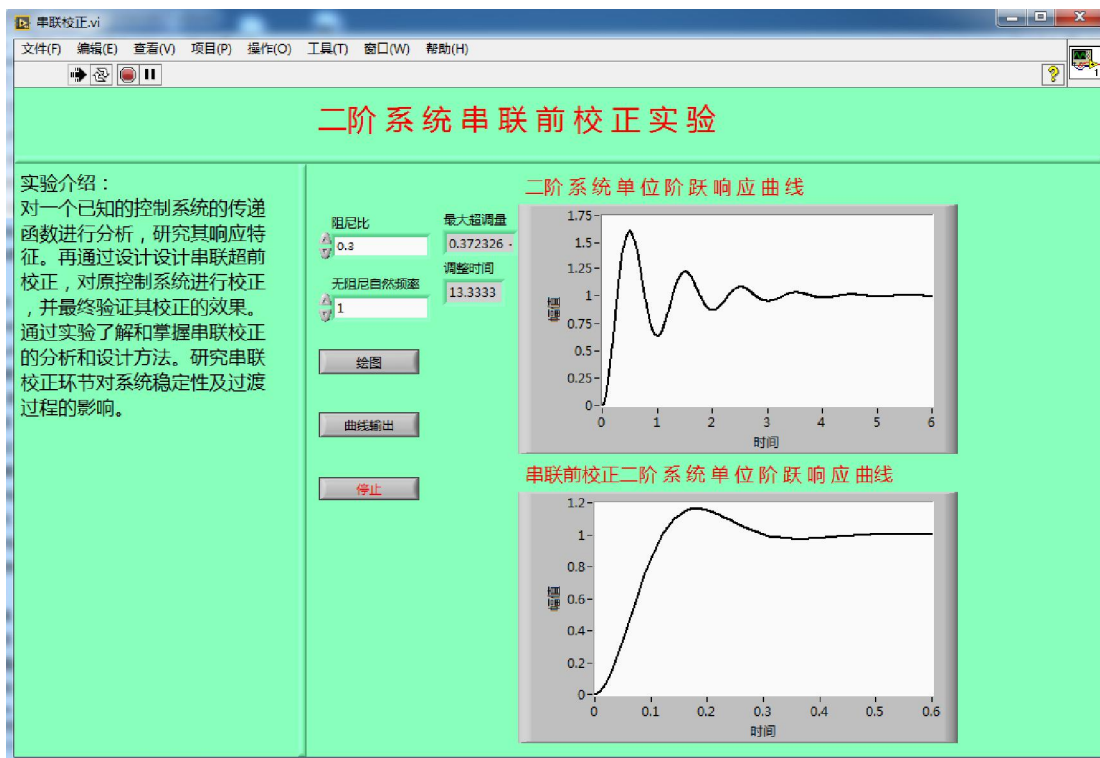 串联校正.vi
文件(F) 编辑(E) 查看(V) 项目(P) 操作(O) 工具(T) 窗口(W) 帮助(H)
1
二阶系统串联前校正实验
实验介绍：
对一个已知的控制系统的传递
函数进行分析，研究其响应特
征。再通过设计设计串联超前
校正，对原控制系统进行校正
，并最终验证其校正的效果。
通过实验了解和掌握串联校正
的分析和设计方法。研究串联
校正环节对系统稳定性及过渡
过程的影响。
阻尼比
0.3
无阻尼自然频率
1
最大超调量
0.372326 -
调整时间
13.3333
绘图
曲线输出
停止
二阶系统单位阶跃响应曲线
1.75
1.5
1.25
1
0.75
0.5
0.25
0
幅值
0 1 2 3 4 5 6
时间
串联前校正二阶系统单位阶跃响应曲线
1.2
1
0.8
0.6
0.4
0.2
0
幅值
0 0.1 0.2 0.3 0.4 0.5 0.6
时间